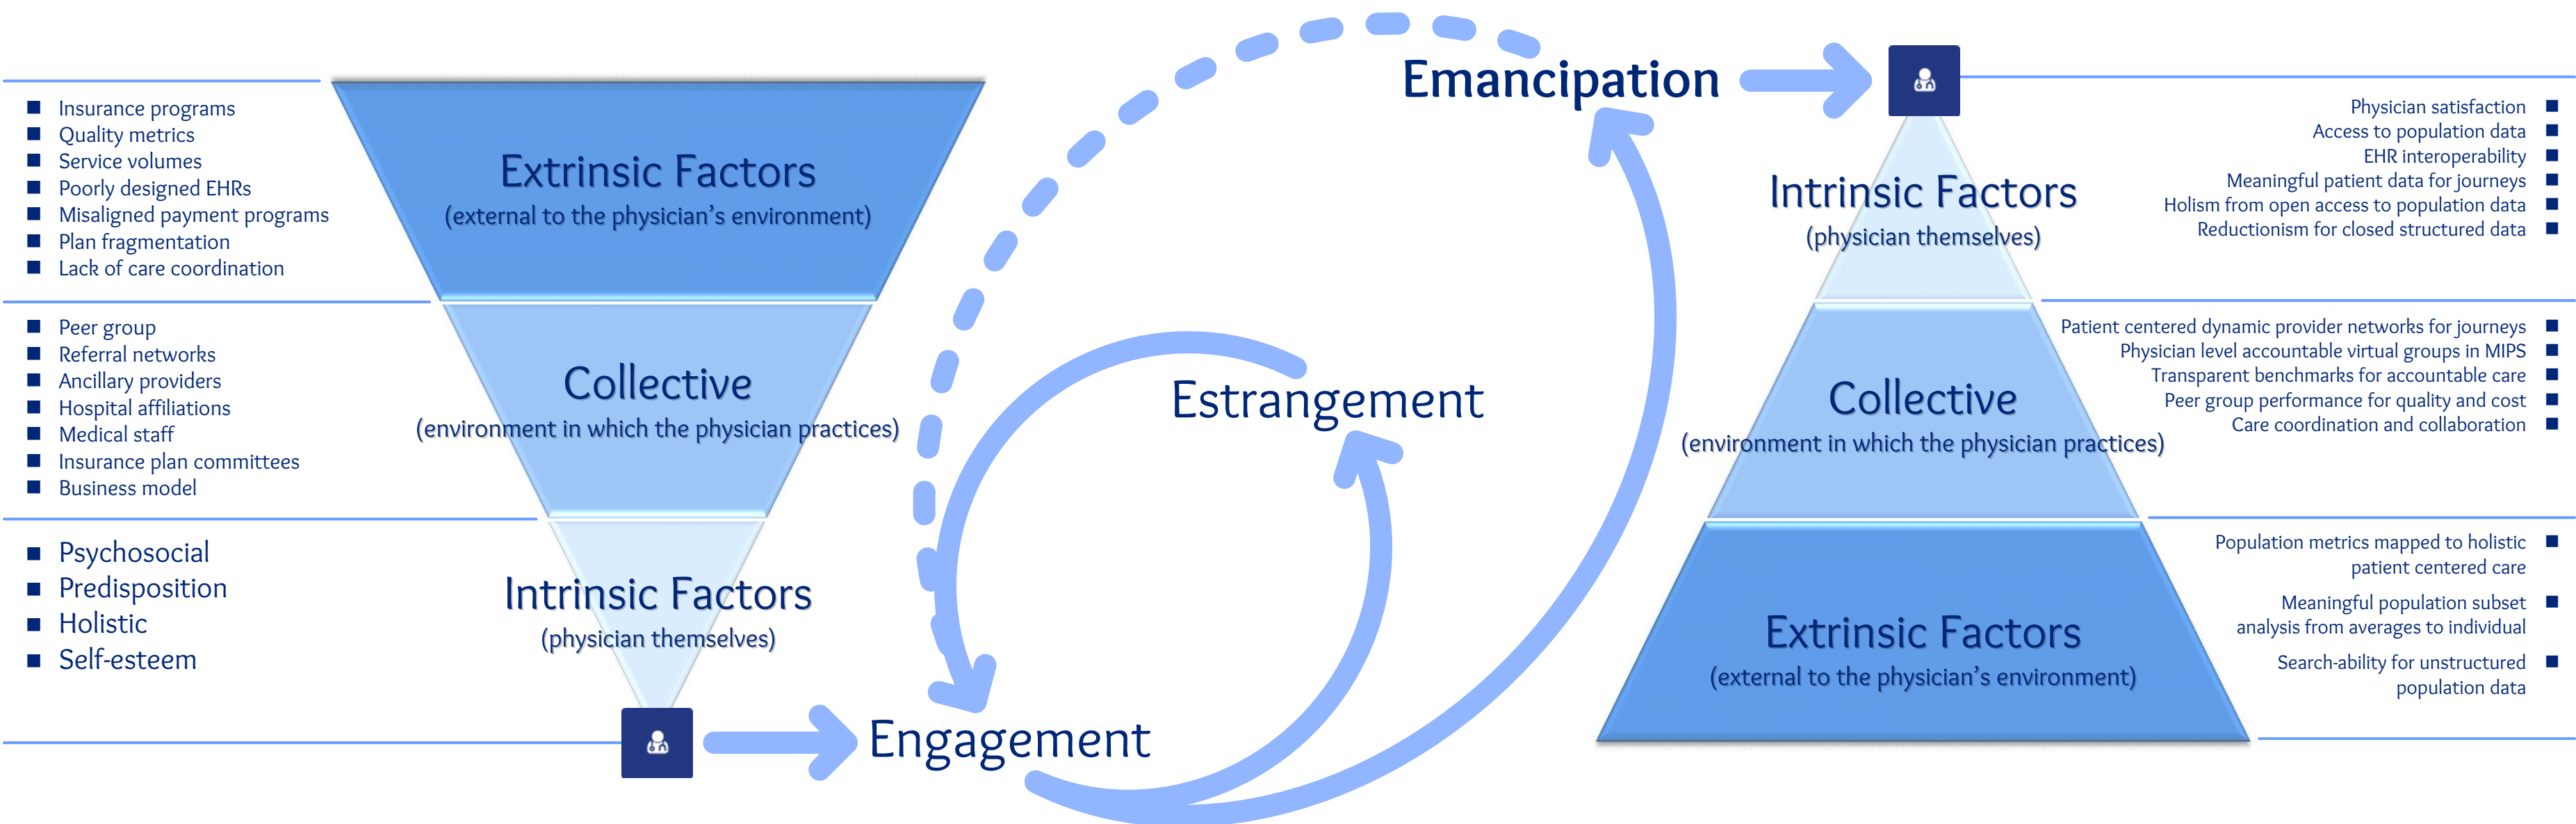 Insurance programs
Quality metrics
Service volumes
Poorly designed EHRs
Misaligned payment programs
Plan fragmentation
Lack of care coordination
Extrinsic Factors
(external to the physician's environment)
Peer group
Referral networks
Ancillary providers
Hospital affiliations
Medical staff
Insurance plan committees
Business model
Collective
(environment in which the physician practices)
Psychosocial
Predisposition
Holistic
Self-esteem
Intrinsic Factors
(physician themselves)
Engagement
Estrangement
Emancipation
Intrinsic Factors
(physician themselves)
Physician satisfaction
Access to population data
EHR interoperability
Meaningful patient data for journeys
Holism from open access to population data
Reductionism for closed structured data
Collective
(environment in which the physician practices)
Patient centered dynamic provider networks for journeys
Physician level accountable virtual groups in MIPS
Transparent benchmarks for accountable care
Peer group performance for quality and cost
Care coordination and collaboration
Extrinsic Factors
(external to the physician's environment)
Population metrics mapped to holistic
patient centered care
Meaningful population subset
analysis from averages to individual
Search-ability for unstructured
population data